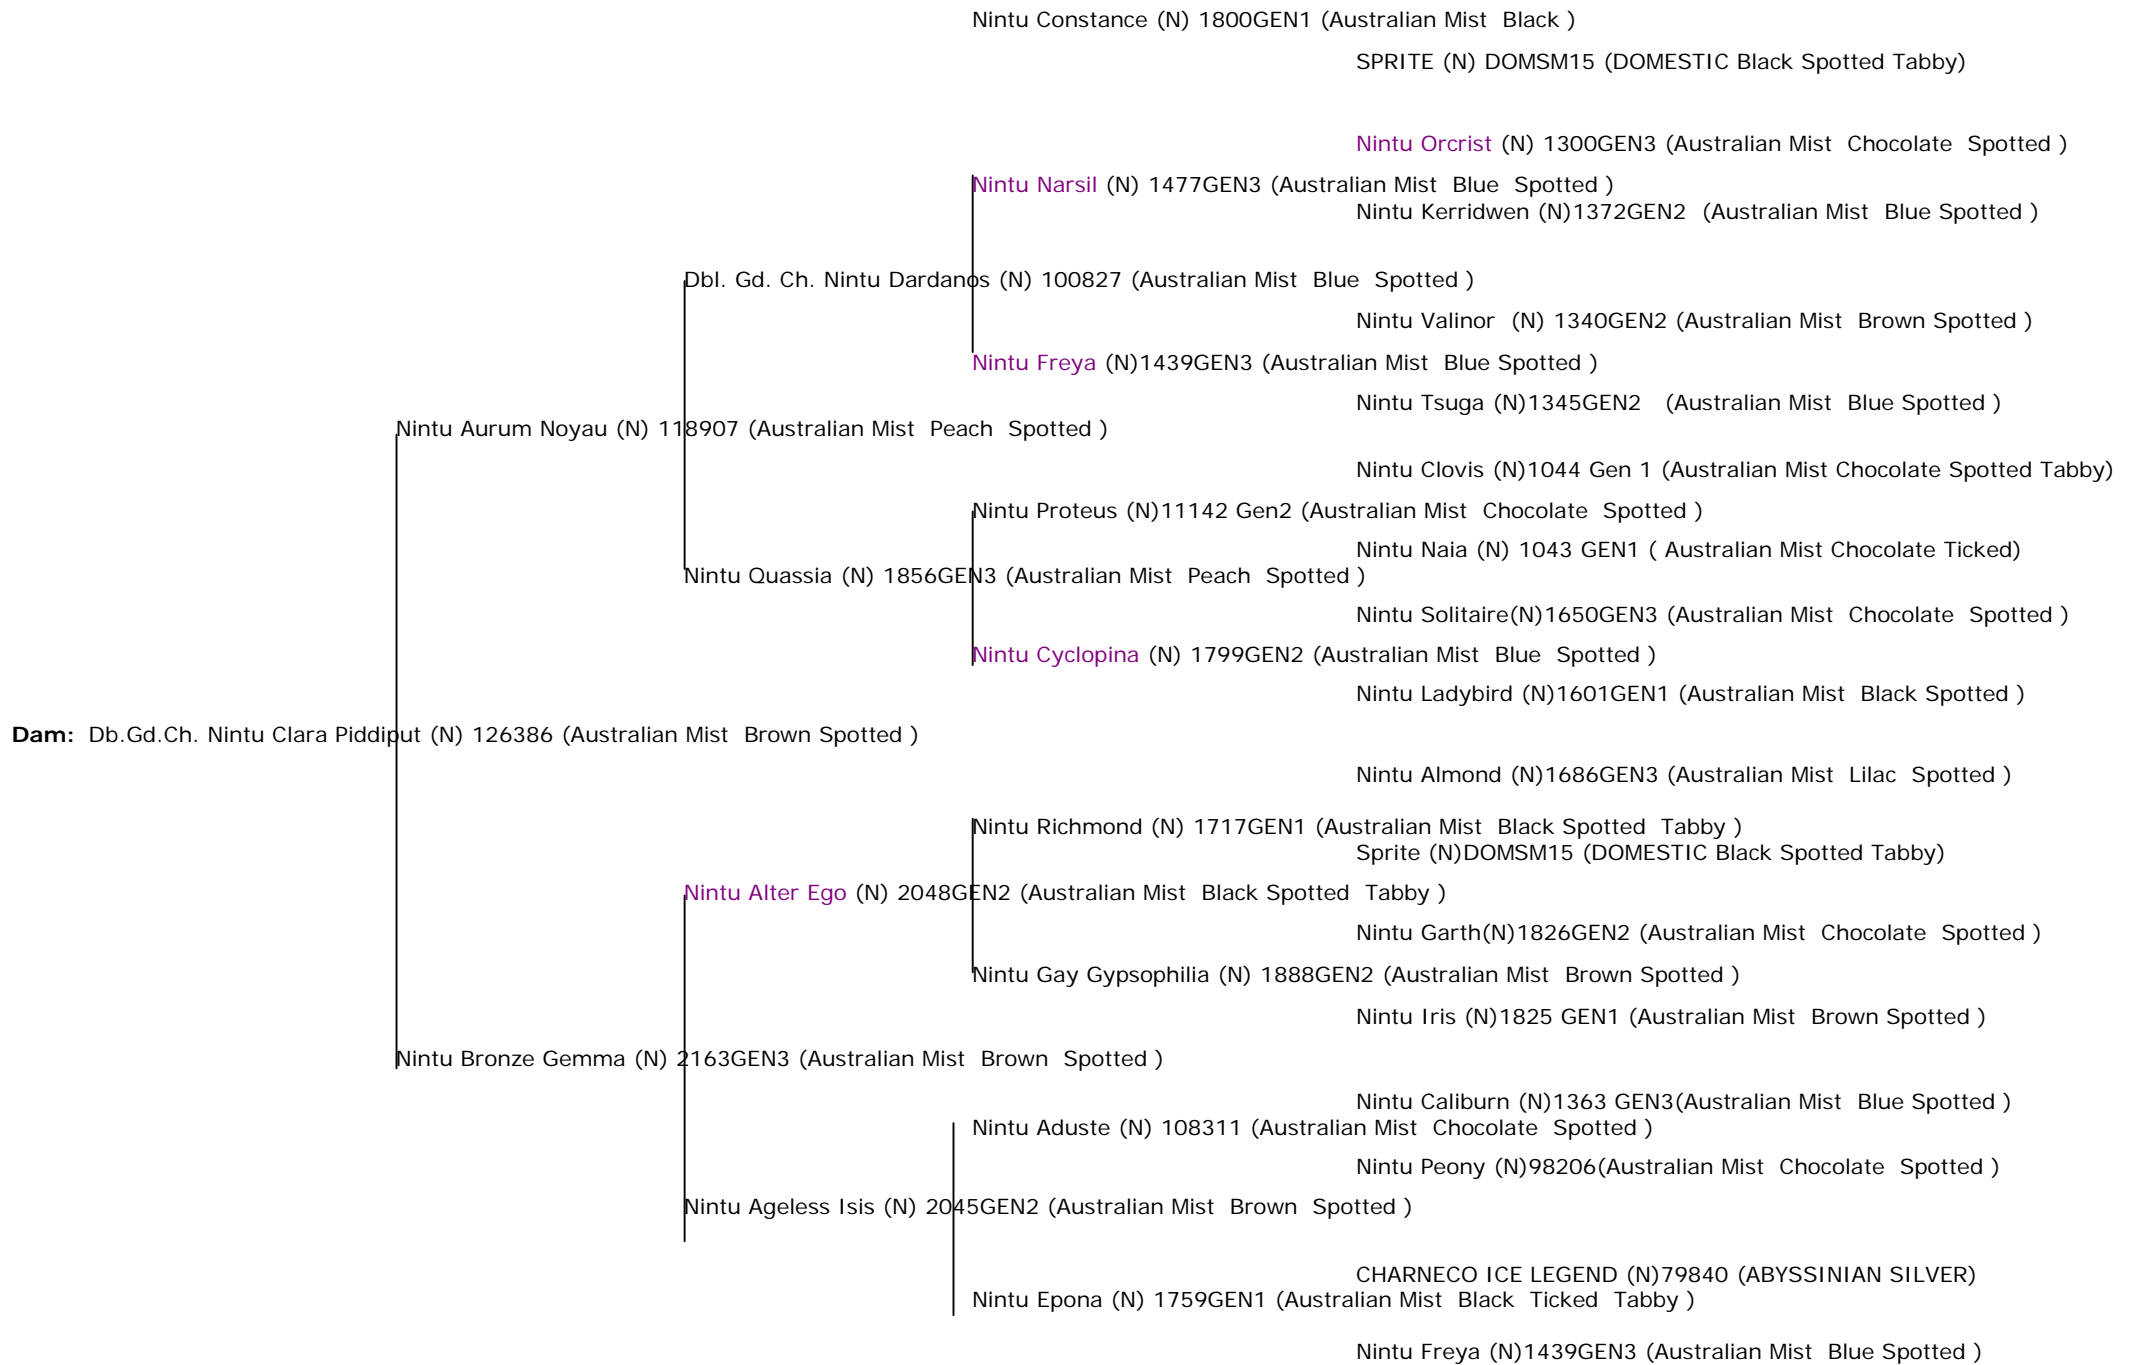 Nintu Constance (N) 1800GEN1 (Australian Mist  Black )
SPRITE (N) DOMSM15 (DOMESTIC Black Spotted Tabby)
Nintu Orcrist (N) 1300GEN3 (Australian Mist  Chocolate  Spotted )
Nintu Narsil (N) 1477GEN3 (Australian Mist  Blue  Spotted )
Nintu Kerridwen (N)1372GEN2  (Australian Mist  Blue Spotted )
Dbl. Gd. Ch. Nintu Dardanos (N) 100827 (Australian Mist  Blue  Spotted )
Nintu Valinor  (N) 1340GEN2 (Australian Mist  Brown Spotted )
Nintu Freya (N)1439GEN3 (Australian Mist  Blue Spotted )
Nintu Tsuga (N)1345GEN2   (Australian Mist  Blue Spotted )
Nintu Aurum Noyau (N) 118907 (Australian Mist  Peach  Spotted )
Nintu Clovis (N)1044 Gen 1 (Australian Mist Chocolate Spotted Tabby)
Nintu Proteus (N)11142 Gen2 (Australian Mist  Chocolate  Spotted )
Nintu Naia (N) 1043 GEN1 ( Australian Mist Chocolate Ticked)
Nintu Quassia (N) 1856GEN3 (Australian Mist  Peach  Spotted )
Nintu Solitaire(N)1650GEN3 (Australian Mist  Chocolate  Spotted )
Nintu Cyclopina (N) 1799GEN2 (Australian Mist  Blue  Spotted )
Nintu Ladybird (N)1601GEN1 (Australian Mist  Black Spotted )
Dam:  Db.Gd.Ch. Nintu Clara Piddiput (N) 126386 (Australian Mist  Brown Spotted )
Nintu Almond (N)1686GEN3 (Australian Mist  Lilac  Spotted )
Nintu Richmond (N) 1717GEN1 (Australian Mist  Black Spotted  Tabby )
Sprite (N)DOMSM15 (DOMESTIC Black Spotted Tabby)
Nintu Alter Ego (N) 2048GEN2 (Australian Mist  Black Spotted  Tabby )
Nintu Garth(N)1826GEN2 (Australian Mist  Chocolate  Spotted )
Nintu Gay Gypsophilia (N) 1888GEN2 (Australian Mist  Brown Spotted )
Nintu Iris (N)1825 GEN1 (Australian Mist  Brown Spotted )
Nintu Bronze Gemma (N) 2163GEN3 (Australian Mist  Brown  Spotted )
Nintu Caliburn (N)1363 GEN3(Australian Mist  Blue Spotted )
Nintu Aduste (N) 108311 (Australian Mist  Chocolate  Spotted )
Nintu Peony (N)98206(Australian Mist  Chocolate  Spotted )
Nintu Ageless Isis (N) 2045GEN2 (Australian Mist  Brown  Spotted )
CHARNECO ICE LEGEND (N)79840 (ABYSSINIAN SILVER)
Nintu Epona (N) 1759GEN1 (Australian Mist  Black  Ticked  Tabby )
Nintu Freya (N)1439GEN3 (Australian Mist  Blue Spotted )